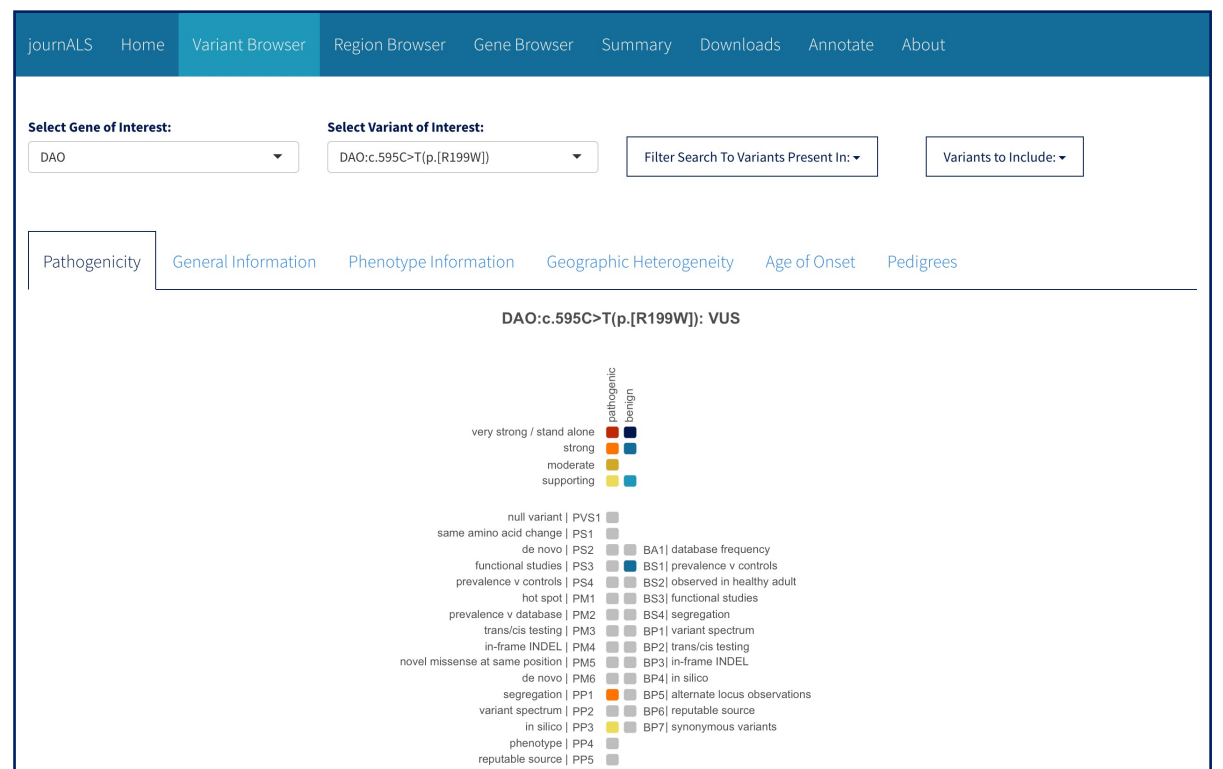 journALS Home Variant Browser Region Browser Gene Browser Summary Downloads Annotate About
Select Gene of Interest: Select Variant of Interest:
DAO DAO:c.595C>T(p.[R199W]) Filter Search To Variants Present In: Variants to Include:
Pathogenicity General Information Phenotype Information Geographic Heterogeneity Age of Onset Pedigrees
DAO:c.595C>T(p.[R199W]): VUS
pathogenic
benign
very strong / stand alone
strong
moderate
supporting
null variant | PVS1
same amino acid change | PS1
de novo | PS2 BA1| database frequency
functional studies | PS3 BS1| prevalence v controls
prevalence v controls | PS4 BS2| observed in healthy adult
hot spot | PM1 BS3| functional studies
prevalence v database | PM2 BS4| segregation
trans/cis testing | PM3 BP1| variant spectrum
in-frame INDEL | PM4 BP2| trans/cis testing
novel missense at same position | PM5 BP3| in-frame INDEL
de novo | PM6 BP4| in silico
segregation | PP1 BP5| alternate locus observations
variant spectrum | PP2 BP6| reputable source
in silico | PP3 BP7| synonymous variants
phenotype | PP4
reputable source | PP5